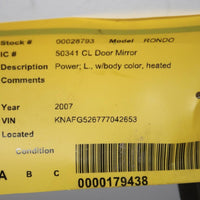 Stock # 00028793 Model RONDO
IC # 50341 CL Door Mirror
Description Power; L., w/body color, heated
Comments
Year 2007
VIN KNAFG526777042653
Located
Condition
A B C 0000179438